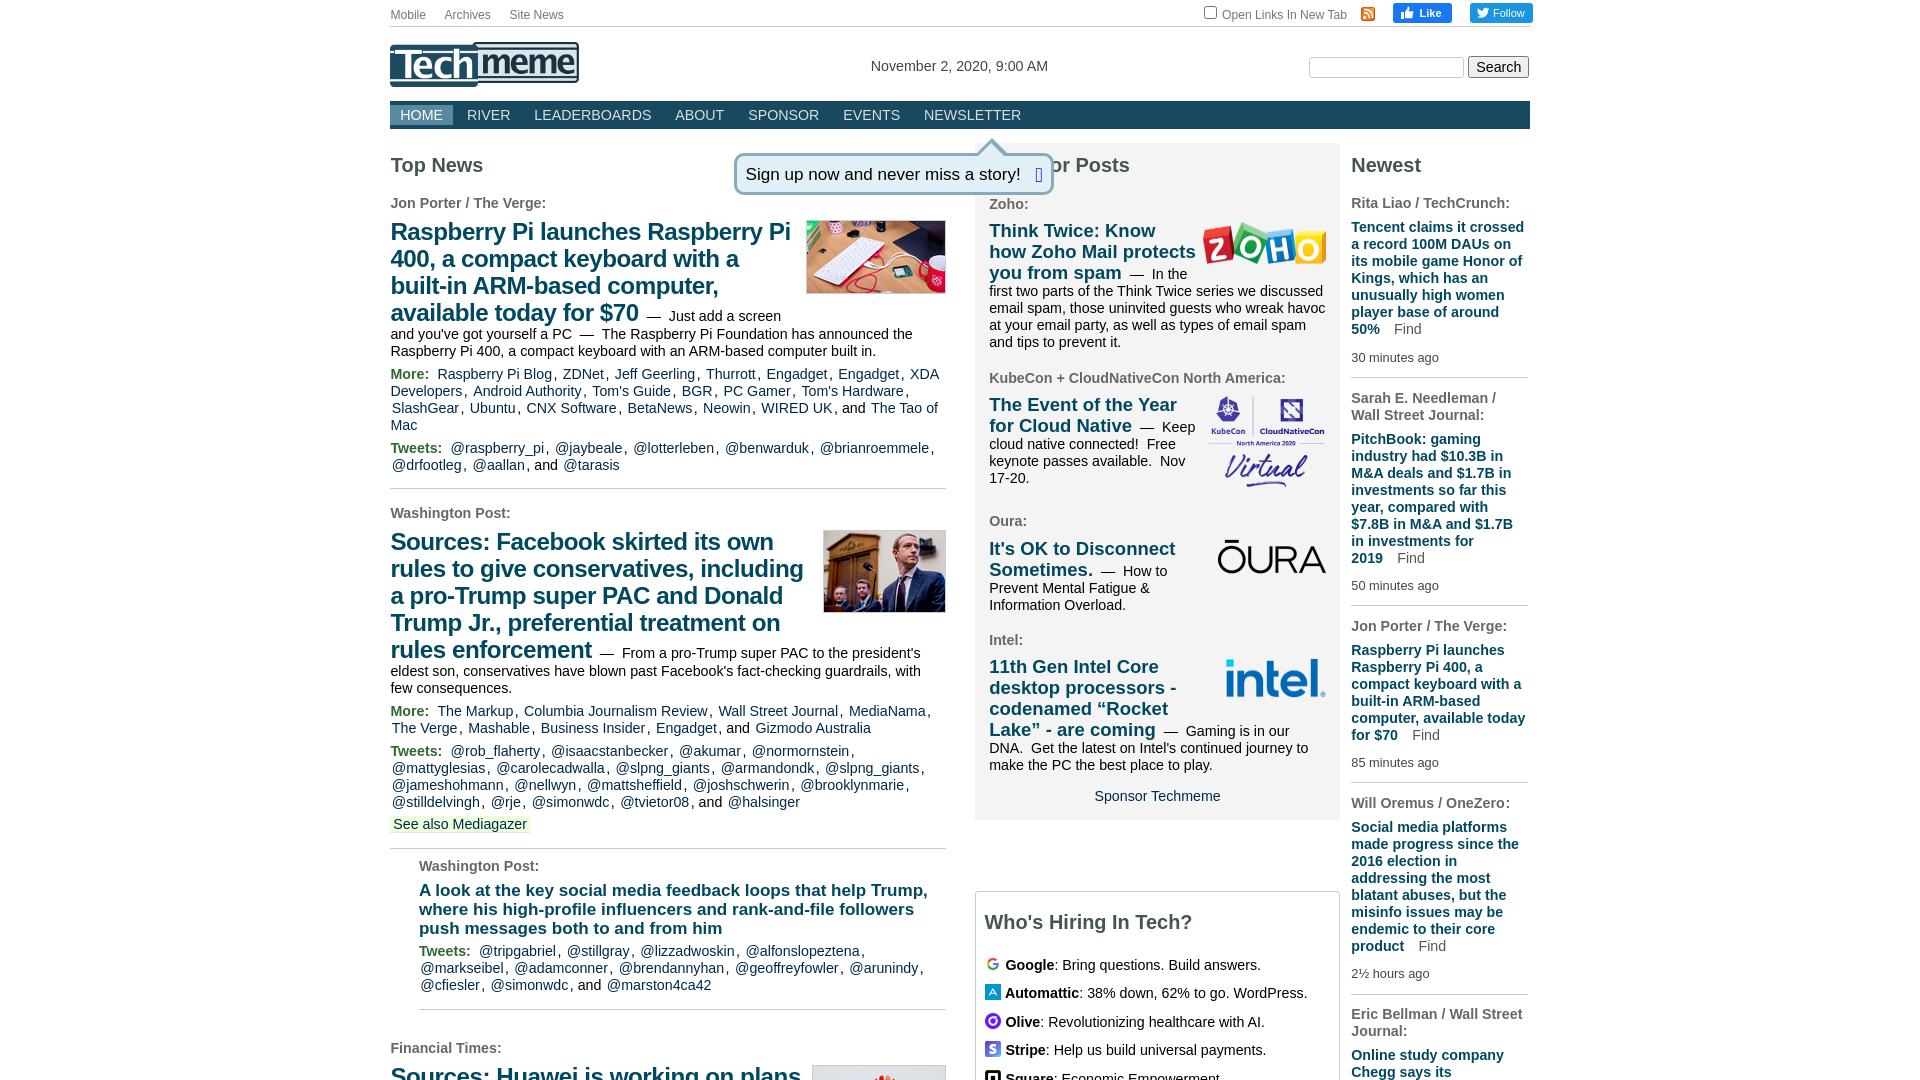 Mobile Archives Site News
Open Links In New Tab
Like
Follow
Techmeme
November 2, 2020, 9:00 AM
Search
HOME RIVER LEADERBOARDS ABOUT SPONSOR EVENTS NEWSLETTER
Sign up now and never miss a story!
Top News
Jon Porter / The Verge:
Raspberry Pi launches Raspberry Pi
400, a compact keyboard with a
built-in ARM-based computer,
available today for $70 — Just add a screen
and you've got yourself a PC — The Raspberry Pi Foundation has announced the
Raspberry Pi 400, a compact keyboard with an ARM-based computer built in.
More: Raspberry Pi Blog, ZDNet, Jeff Geerling, Thurrott, Engadget, Engadget, XDA
Developers, Android Authority, Tom's Guide, BGR, PC Gamer, Tom's Hardware,
SlashGear, Ubuntu, CNX Software, BetaNews, Neowin, WIRED UK, and The Tao of
Mac
Tweets: @raspberry_pi, @jaybeale, @lotterleben, @benwarduk, @brianroemmele,
@drfootleg, @aallan, and @tarasis
Washington Post:
Sources: Facebook skirted its own
rules to give conservatives, including
a pro-Trump super PAC and Donald
Trump Jr., preferential treatment on
rules enforcement — From a pro-Trump super PAC to the president's
eldest son, conservatives have blown past Facebook's fact-checking guardrails, with
few consequences.
More: The Markup, Columbia Journalism Review, Wall Street Journal, MediaNama,
The Verge, Mashable, Business Insider, Engadget, and Gizmodo Australia
Tweets: @rob_flaherty, @isaacstanbecker, @akumar, @normornstein,
@mattyglesias, @carolecadwalla, @slpng_giants, @armandondk, @slpng_giants,
@jameshohmann, @nellwyn, @mattsheffield, @joshschwerin, @brooklynmarie,
@stilldelvingh, @rje, @simonwdc, @tvietor08, and @halsinger
See also Mediagazer
Washington Post:
A look at the key social media feedback loops that help Trump,
where his high-profile influencers and rank-and-file followers
push messages both to and from him
Tweets: @tripgabriel, @stillgray, @lizzadwoskin, @alfonslopeztena,
@markseibel, @adamconner, @brendannyhan, @geoffreyfowler, @arunindy,
@cfiesler, @simonwdc, and @marston4ca42
Financial Times:
Sources: Huawei is working on plans
or Posts
Zoho:
Think Twice: Know
how Zoho Mail protects
you from spam — In the
first two parts of the Think Twice series we discussed
email spam, those uninvited guests who wreak havoc
at your email party, as well as types of email spam
and tips to prevent it.
ZOHO
KubeCon + CloudNativeCon North America:
The Event of the Year
for Cloud Native — Keep
cloud native connected! Free
keynote passes available. Nov
17-20.
KubeCon CloudNativeCon
North America 2020
Virtual
Oura:
It's OK to Disconnect
Sometimes. — How to
Prevent Mental Fatigue &
Information Overload.
ŌURA
Intel:
11th Gen Intel Core
desktop processors -
codenamed “Rocket
Lake” - are coming — Gaming is in our
DNA. Get the latest on Intel's continued journey to
make the PC the best place to play.
intel®
Sponsor Techmeme
Who's Hiring In Tech?
Google: Bring questions. Build answers.
Automattic: 38% down, 62% to go. WordPress.
Olive: Revolutionizing healthcare with AI.
Stripe: Help us build universal payments.
Square: Economic Empowerment
Newest
Rita Liao / TechCrunch:
Tencent claims it crossed
a record 100M DAUs on
its mobile game Honor of
Kings, which has an
unusually high women
player base of around
50% Find
30 minutes ago
Sarah E. Needleman /
Wall Street Journal:
PitchBook: gaming
industry had $10.3B in
M&A deals and $1.7B in
investments so far this
year, compared with
$7.8B in M&A and $1.7B
in investments for
2019 Find
50 minutes ago
Jon Porter / The Verge:
Raspberry Pi launches
Raspberry Pi 400, a
compact keyboard with a
built-in ARM-based
computer, available today
for $70 Find
85 minutes ago
Will Oremus / OneZero:
Social media platforms
made progress since the
2016 election in
addressing the most
blatant abuses, but the
misinfo issues may be
endemic to their core
product Find
2½ hours ago
Eric Bellman / Wall Street
Journal:
Online study company
Chegg says its